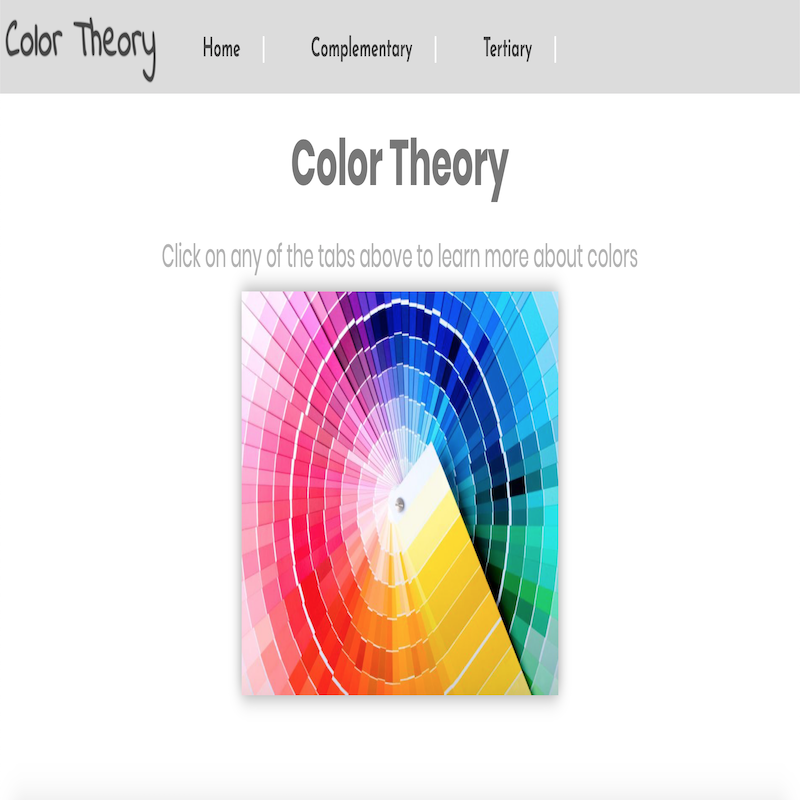 Color Theory
Home Complementary Tertiary
Color Theory
Click on any of the tabs above to learn more about colors